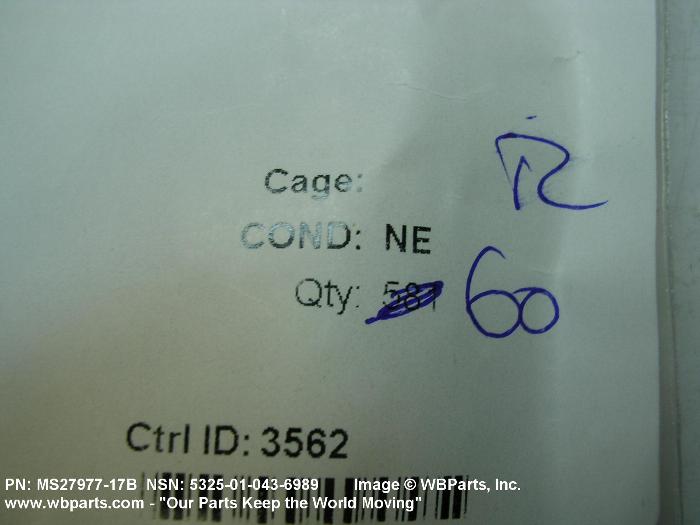 R
Cage:
COND: NE
Qty: 581 60
Ctrl ID: 3562
PN: MS27977-17B NSN: 5325-01-043-6989 Image © WBParts, Inc.
www.wbparts.com - "Our Parts Keep the World Moving"